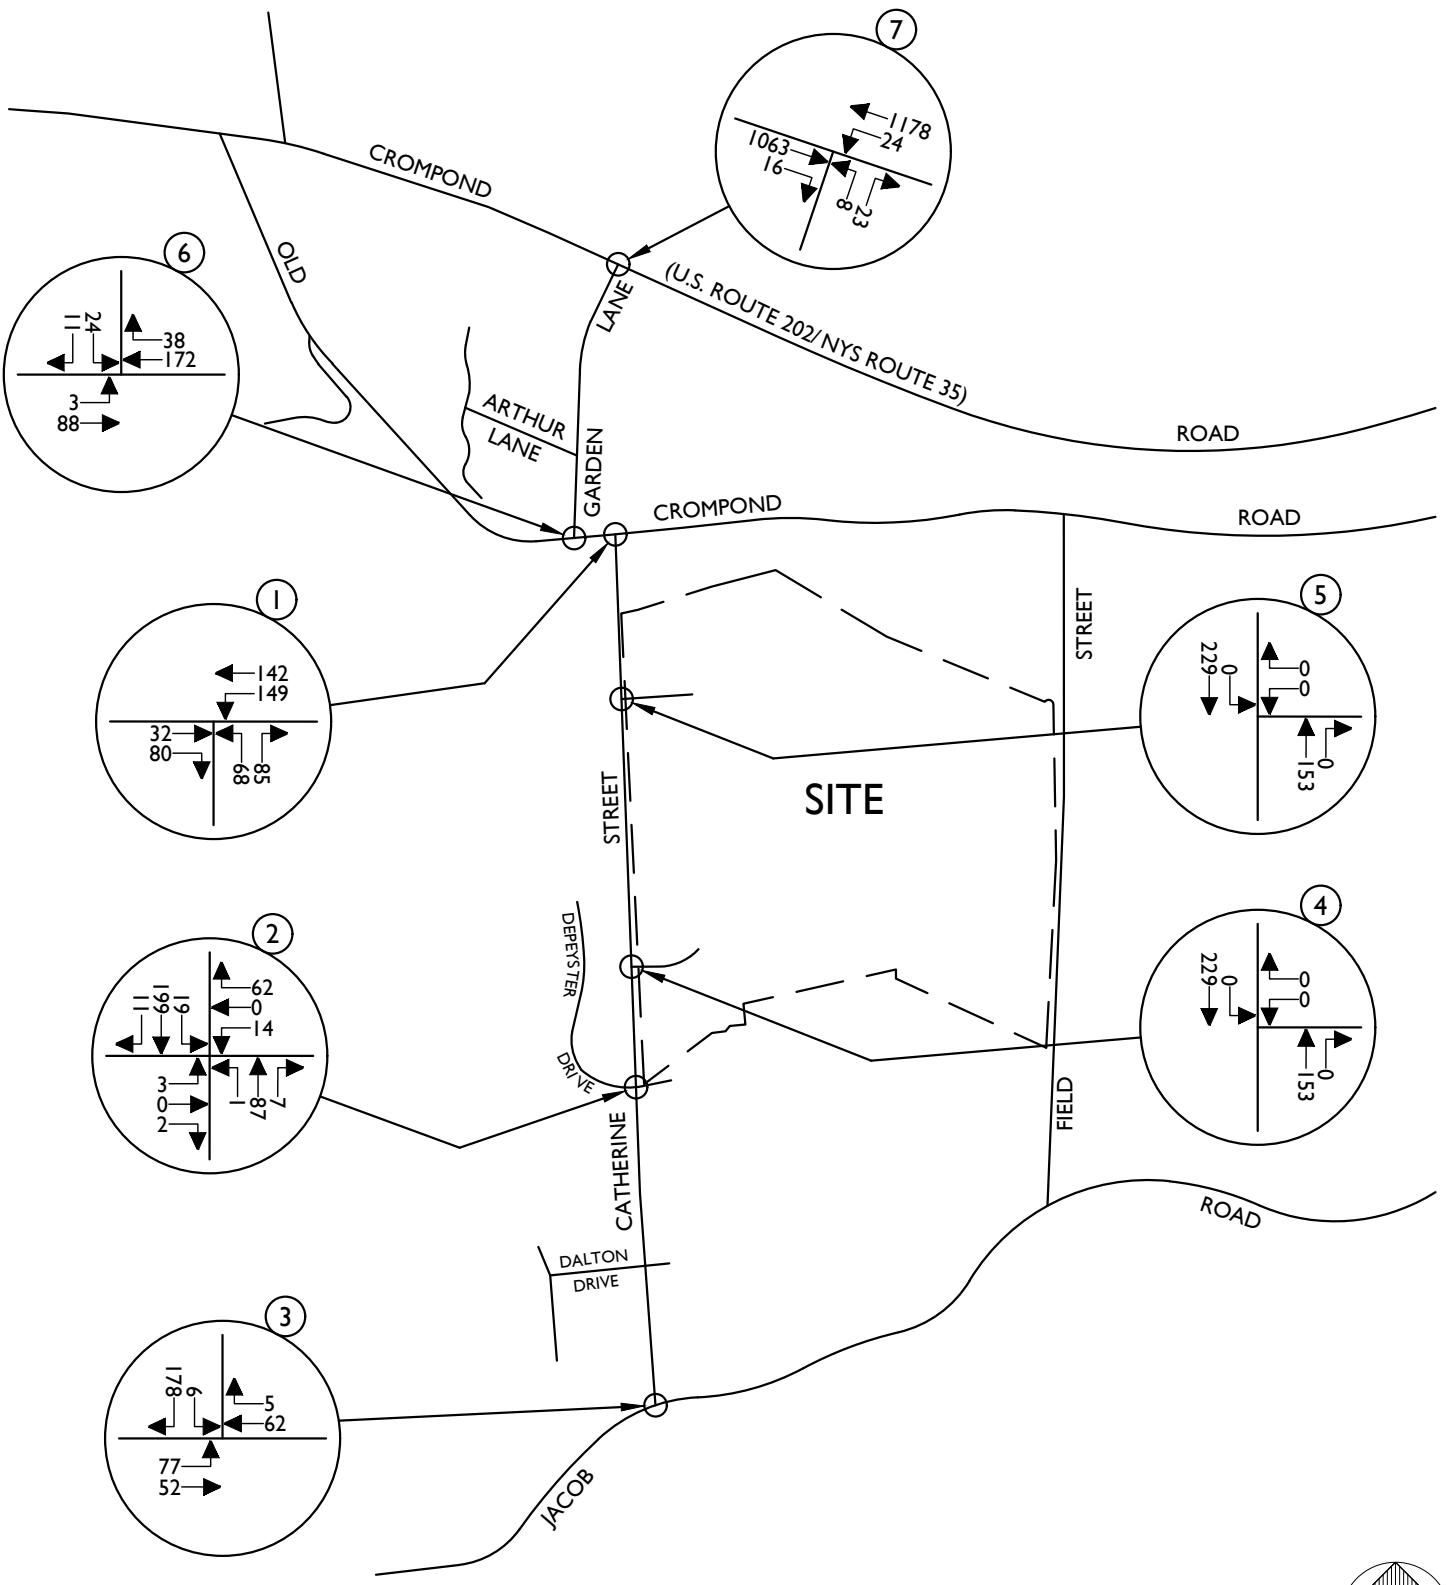 7
1178
24
1063
16
8
23
CROMPOND
6
OLD
LANE
(U.S. ROUTE 202/ NYS ROUTE 35)
11
24
38
172
3
88
ARTHUR
LANE
GARDEN
ROAD
CROMPOND
ROAD
1
142
149
32
80
68
85
STREET
5
229
0
0
0
153
0
STREET
SITE
2
62
0
14
11
199
19
3
0
2
1
87
7
DEPEYSTER
DRIVE
4
229
0
0
0
153
0
CATHERINE
FIELD
ROAD
DALTON
DRIVE
3
178
6
5
62
77
52
JACOB